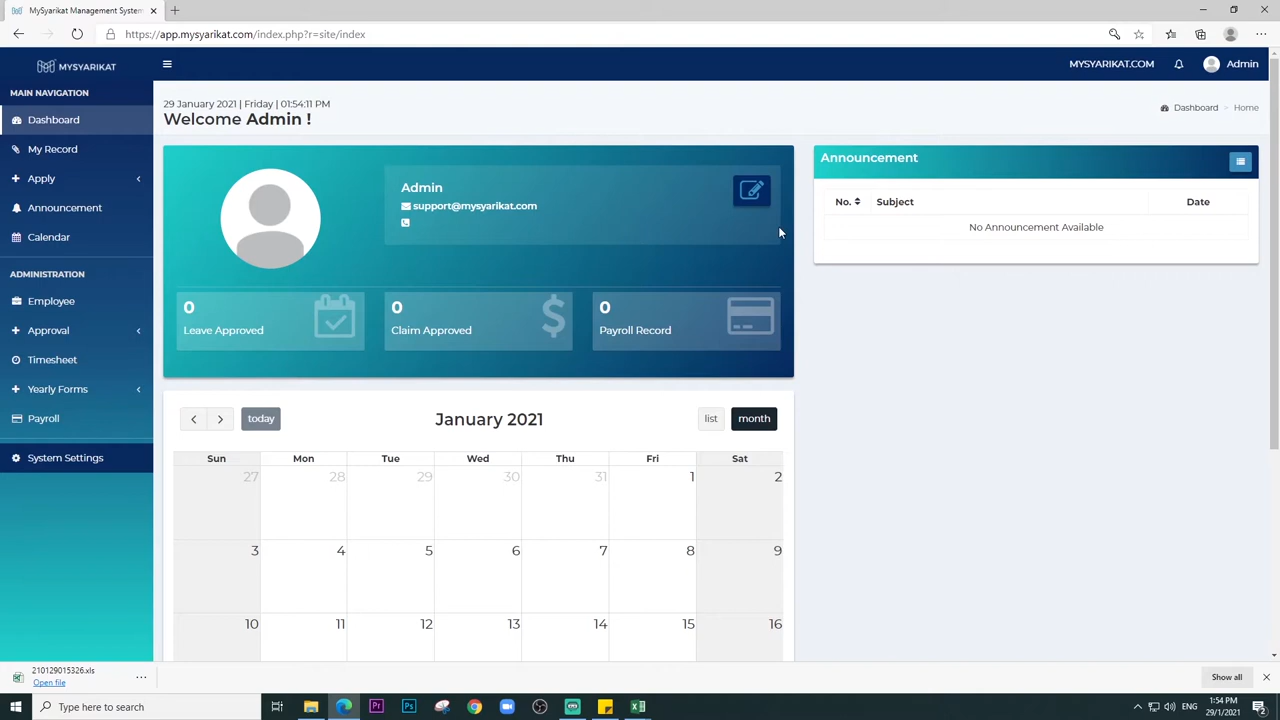 MySyarikat Management System
https://app.mysyarikat.com/index.php?r=site/index
MYSYARIKAT
MYSYARIKAT.COM
Admin
MAIN NAVIGATION
Dashboard
My Record
Apply
Announcement
Calendar
ADMINISTRATION
Employee
Approval
Timesheet
Yearly Forms
Payroll
System Settings
29 January 2021 | Friday | 01:54:11 PM
Welcome Admin !
Dashboard > Home
Admin
support@mysyarikat.com
0
Leave Approved
0
Claim Approved
0
Payroll Record
Announcement
No. Subject Date
No Announcement Available
today
January 2021
list month
Sun Mon Tue Wed Thu Fri Sat
27 28 29 30 31 1 2
3 4 5 6 7 8 9
10 11 12 13 14 15 16
210129015326.xls
Open file
Show all
Type here to search
ENG
1:54 PM
29/1/2021
2